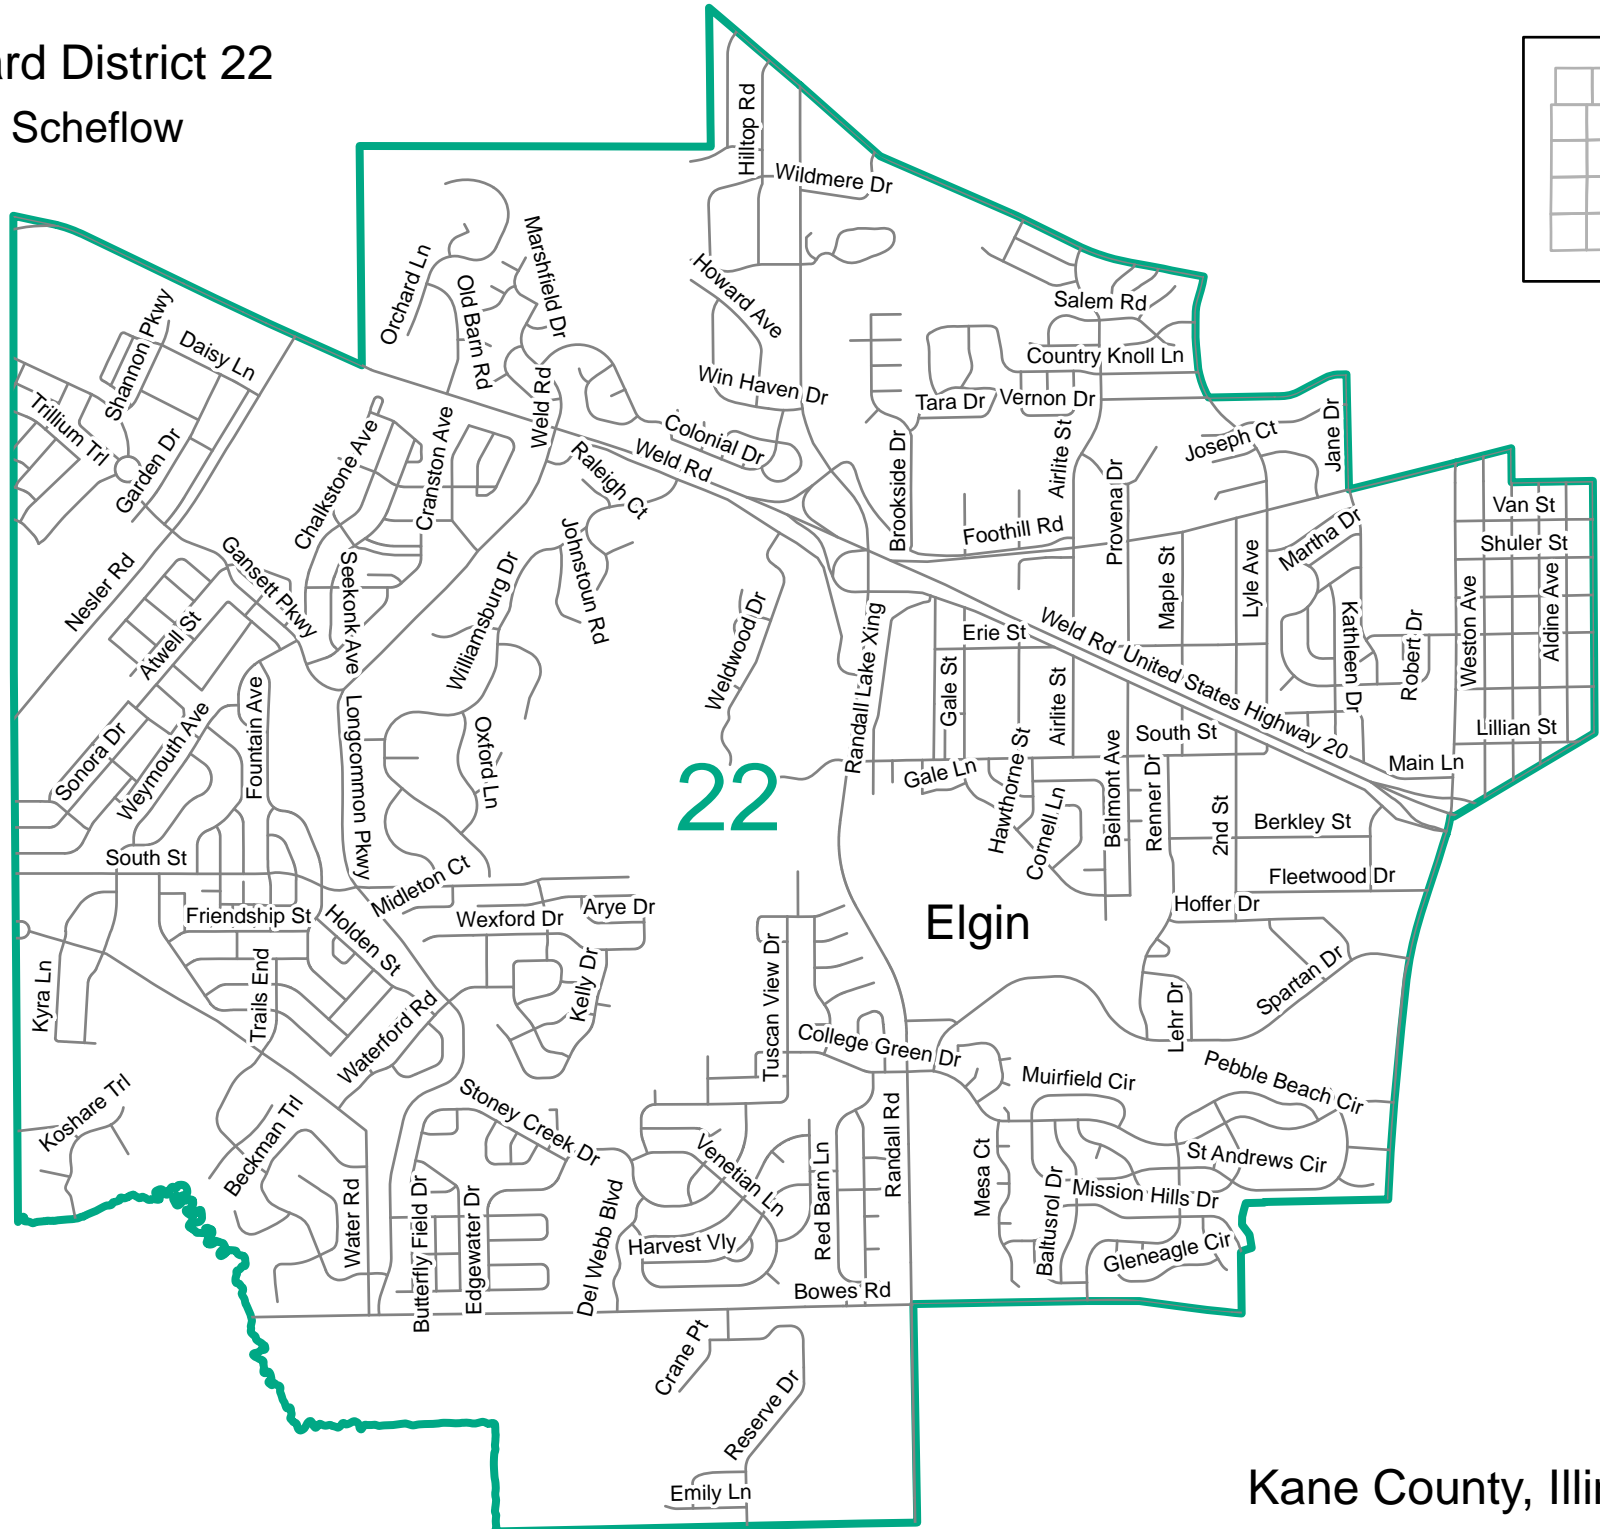 ard District 22
Scheflow
Hilltop Rd
Wildmere Dr
Marshfield Dr
Orchard Ln
Old Barn Rd
Howard Ave
Salem Rd
Shannon Pkwy
Daisy Ln
Country Knoll Ln
Win Haven Dr
Tara Dr
Vernon Dr
Trillium Trl
Garden Dr
Weld Rd
Chalkstone Ave
Cranston Ave
Colonial Dr
Weld Rd
Raleigh Ct
Brookside Dr
Airlite St
Provena Dr
Joseph Ct
Jane Dr
Van St
Shuler St
Foothill Rd
Martha Dr
Nesler Rd
Gansett Pkwy
Seekonk Ave
Johnstoun Rd
Williamsburg Dr
Weldwood Dr
Randall Lake Xing
Erie St
Maple St
Lyle Ave
Kathleen Dr
Robert Dr
Weston Ave
Aldine Ave
Weld Rd
United States Highway 20
Atwell St
Gale St
Airlite St
South St
Lillian St
Main Ln
Sonora Dr
Weymouth Ave
Fountain Ave
Longcommon Pkwy
Oxford Ln
22
Gale Ln
Hawthorne St
Cornell Ln
Belmont Ave
Renner Dr
2nd St
Berkley St
South St
Midleton Ct
Fleetwood Dr
Hoffer Dr
Friendship St
Holden St
Wexford Dr
Arye Dr
Elgin
Kyra Ln
Trails End
Waterford Rd
Kelly Dr
Tuscan View Dr
College Green Dr
Lehr Dr
Spartan Dr
Koshare Trl
Beckman Trl
Stoney Creek Dr
Muirfield Cir
Pebble Beach Cir
Venetian Ln
Red Barn Ln
Randall Rd
Mesa Ct
St Andrews Cir
Mission Hills Dr
Baltusrol Dr
Gleneagle Cir
Water Rd
Butterfly Field Dr
Edgewater Dr
Del Webb Blvd
Harvest Vly
Bowes Rd
Crane Pt
Reserve Dr
Emily Ln
Kane County, Illi